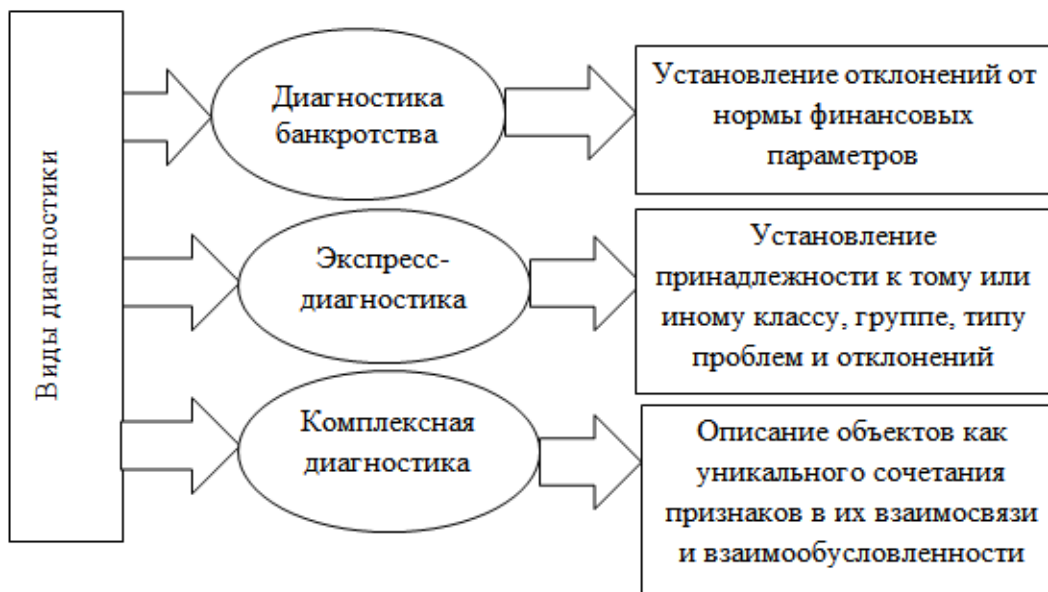 Виды диагностики
Диагностика
банкротства
Установление отклонений от
нормы финансовых
параметров
Экспресс-
диагностика
Установление
принадлежности к тому или
иному классу, группе, типу
проблем и отклонений
Комплексная
диагностика
Описание объектов как
уникального сочетания
признаков в их взаимосвязи
и взаимообусловленности